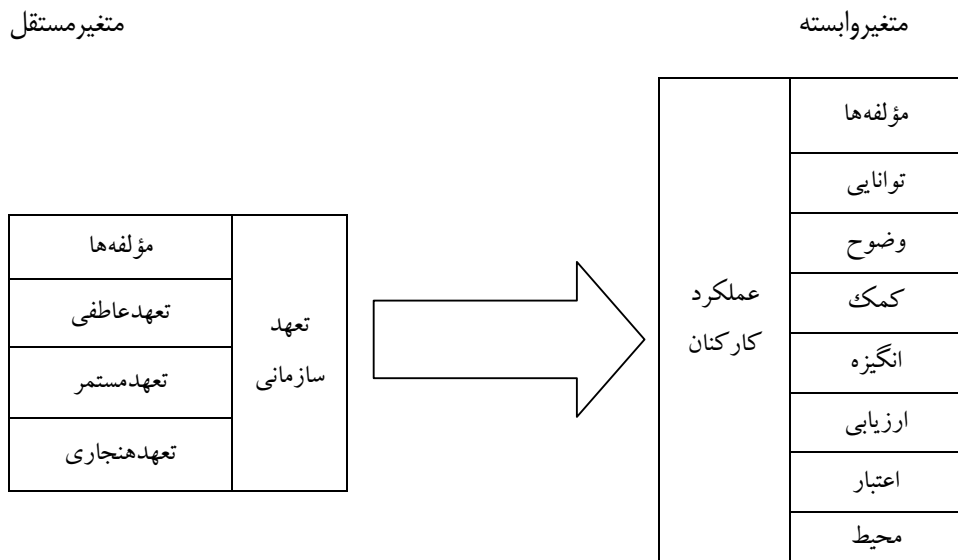 متغیروابسته
متغیرمستقل
مؤلفه‌ها
توانایی
وضوح
کمک
انگیزه
ارزیابی
اعتبار
محیط
عملکرد
کارکنان
تعهد
سازمانی
مؤلفه‌ها
تعهدعاطفی
تعهدمستمر
تعهدهنجاری